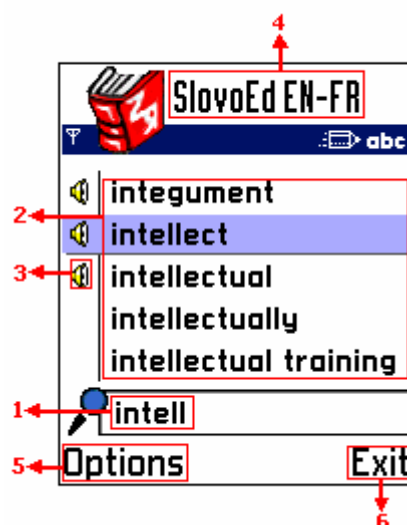 4
SlovoEd EN-FR
abc
integument
2
intellect
3
intellectual
intellectually
intellectual training
1
intell
5
Options
Exit
6